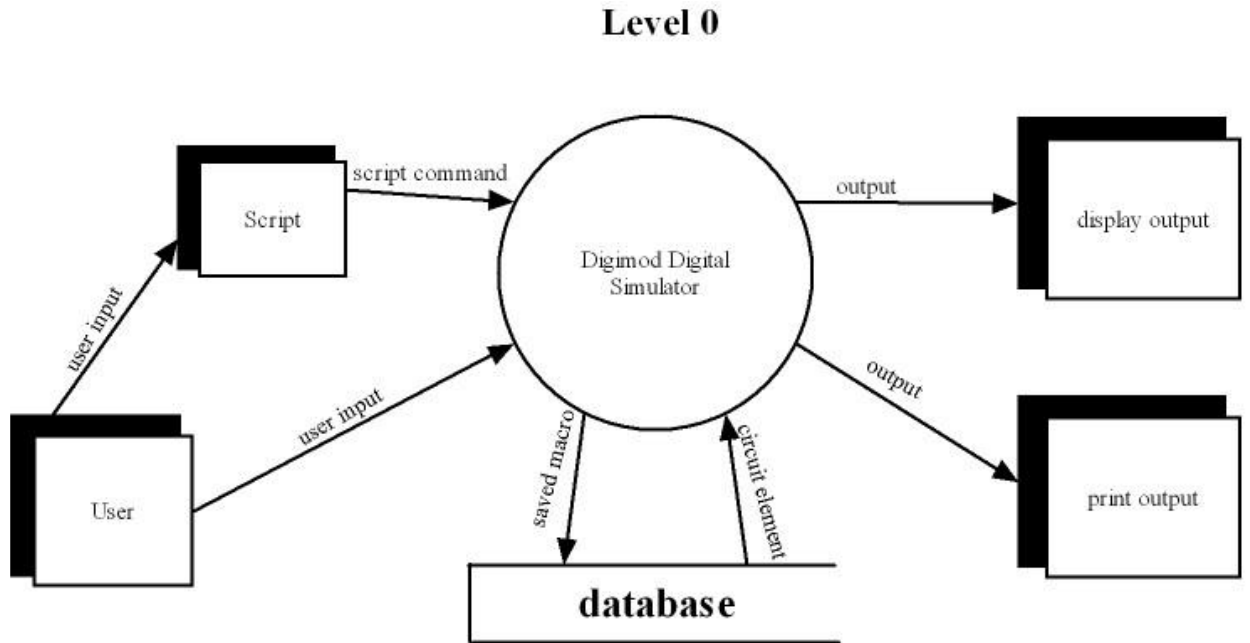 Level 0
script command
output
Script
display output
Digimod Digital
Simulator
user input
user input
output
saved macro
circuit element
User
print output
database